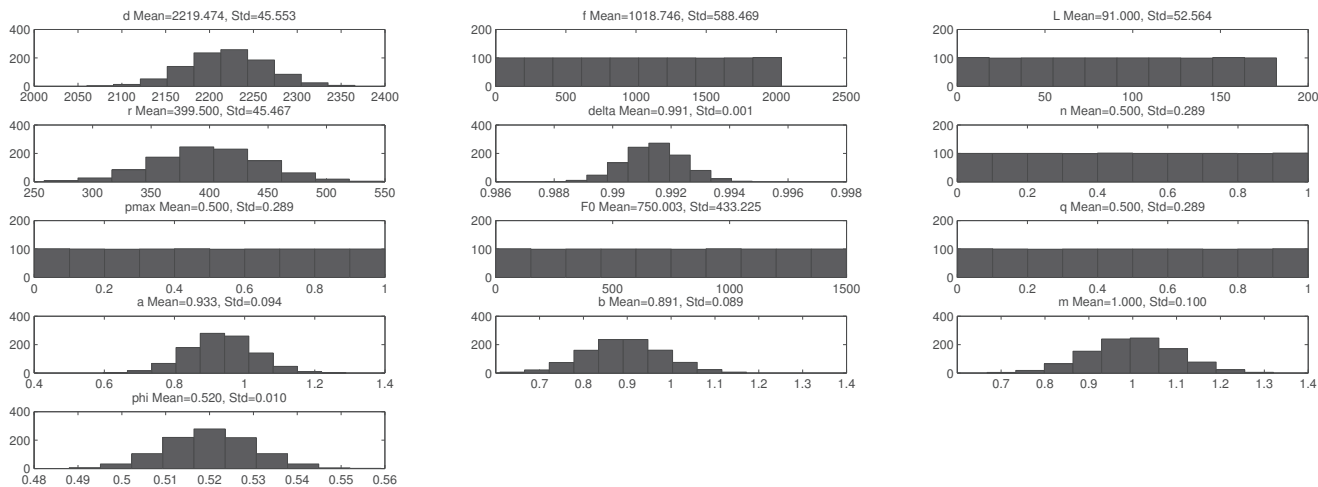 d Mean=2219.474, Std=45.553
f Mean=1018.746, Std=588.469
L Mean=91.000, Std=52.564
400
200
0
2000 2050 2100 2150 2200 2250 2300 2350 2400
200
100
0
0 500 1000 1500 2000 2500
200
100
0
0 50 100 150 200
r Mean=399.500, Std=45.467
delta Mean=0.991, Std=0.001
n Mean=0.500, Std=0.289
400
200
0
250 300 350 400 450 500 550
400
200
0
0.986 0.988 0.99 0.992 0.994 0.996 0.998
200
100
0
0 0.2 0.4 0.6 0.8 1
pmax Mean=0.500, Std=0.289
F0 Mean=750.003, Std=433.225
q Mean=0.500, Std=0.289
200
100
0
0 0.2 0.4 0.6 0.8 1
200
100
0
500 1000 1500
200
100
0
0 0.2 0.4 0.6 0.8 1
a Mean=0.933, Std=0.094
b Mean=0.891, Std=0.089
m Mean=1.000, Std=0.100
400
200
0
0.4 0.6 0.8 1 1.2 1.4
400
200
0
0.7 0.8 0.9 1 1.1 1.2 1.3 1.4
400
200
0
0.7 0.8 0.9 1 1.1 1.2 1.3 1.4
phi Mean=0.520, Std=0.010
400
200
0
0.48 0.49 0.5 0.51 0.52 0.53 0.54 0.55 0.56